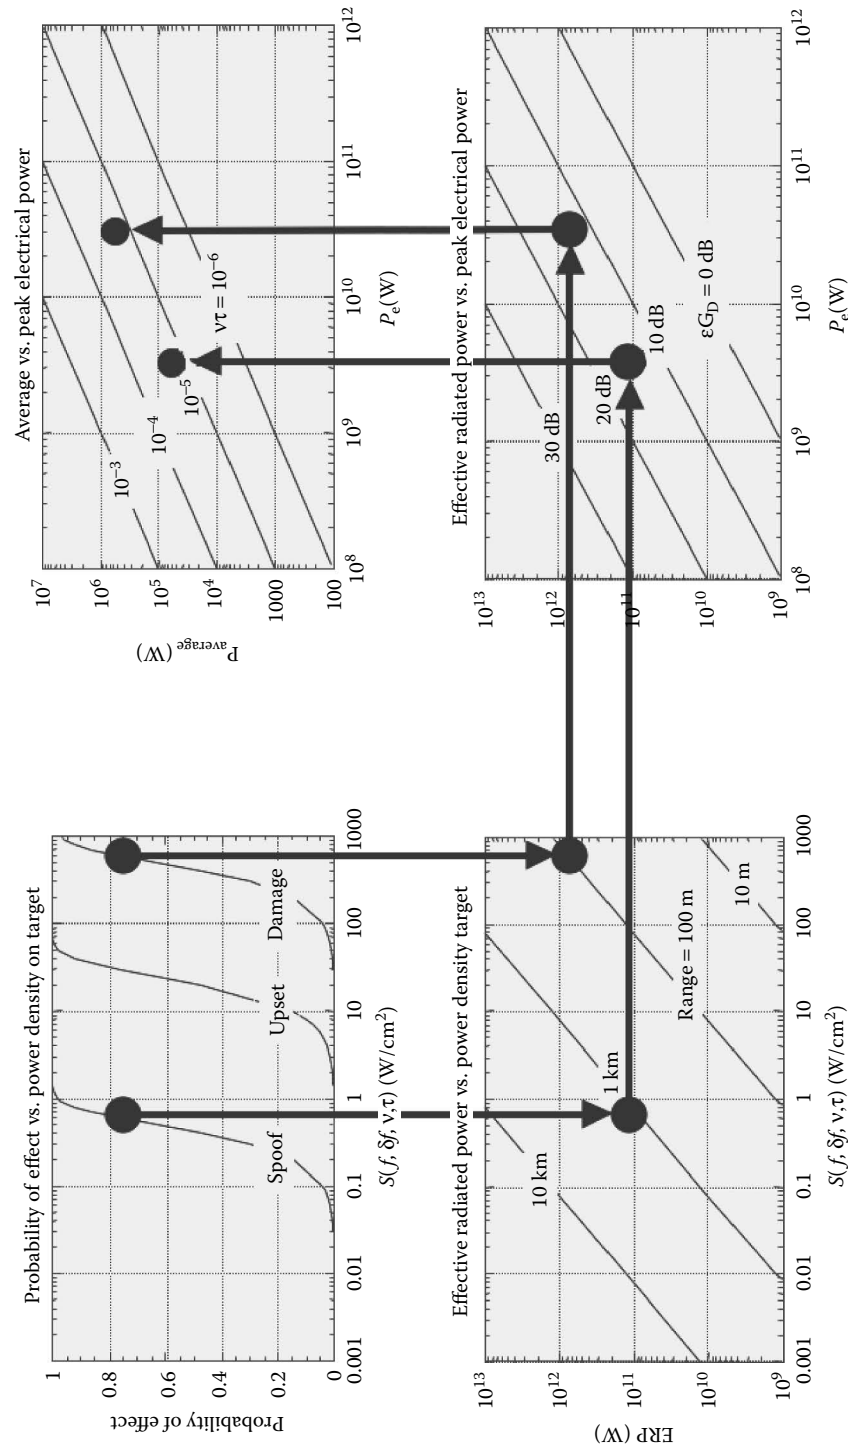 Probability of effect vs. power density on target
Probability of effect
1
0.8
0.6
0.4
0.2
0
Spoof
Upset
Damage
0.001
0.01
0.1
1
10
100
1000
S(f, δf, ν,τ) (W/cm²)
Average vs. peak electrical power
P_average (W)
10⁷
10⁶
10⁵
10⁴
1000
100
10⁻³
10⁻⁴
10⁻⁵
ντ = 10⁻⁶
10⁸
10⁹
10¹⁰
10¹¹
10¹²
Pₑ(W)
Effective radiated power vs. power density target
ERP (W)
10¹³
10¹²
10¹¹
10¹⁰
10⁹
10 km
1 km
Range = 100 m
10 m
0.001
0.01
0.1
1
10
100
1000
S(f, δf, ν,τ) (W/cm²)
Effective radiated power vs. peak electrical power
10¹³
10¹²
10¹¹
10¹⁰
10⁹
30 dB
20 dB
10 dB
εG_D = 0 dB
10⁸
10⁹
10¹⁰
10¹¹
10¹²
Pₑ(W)